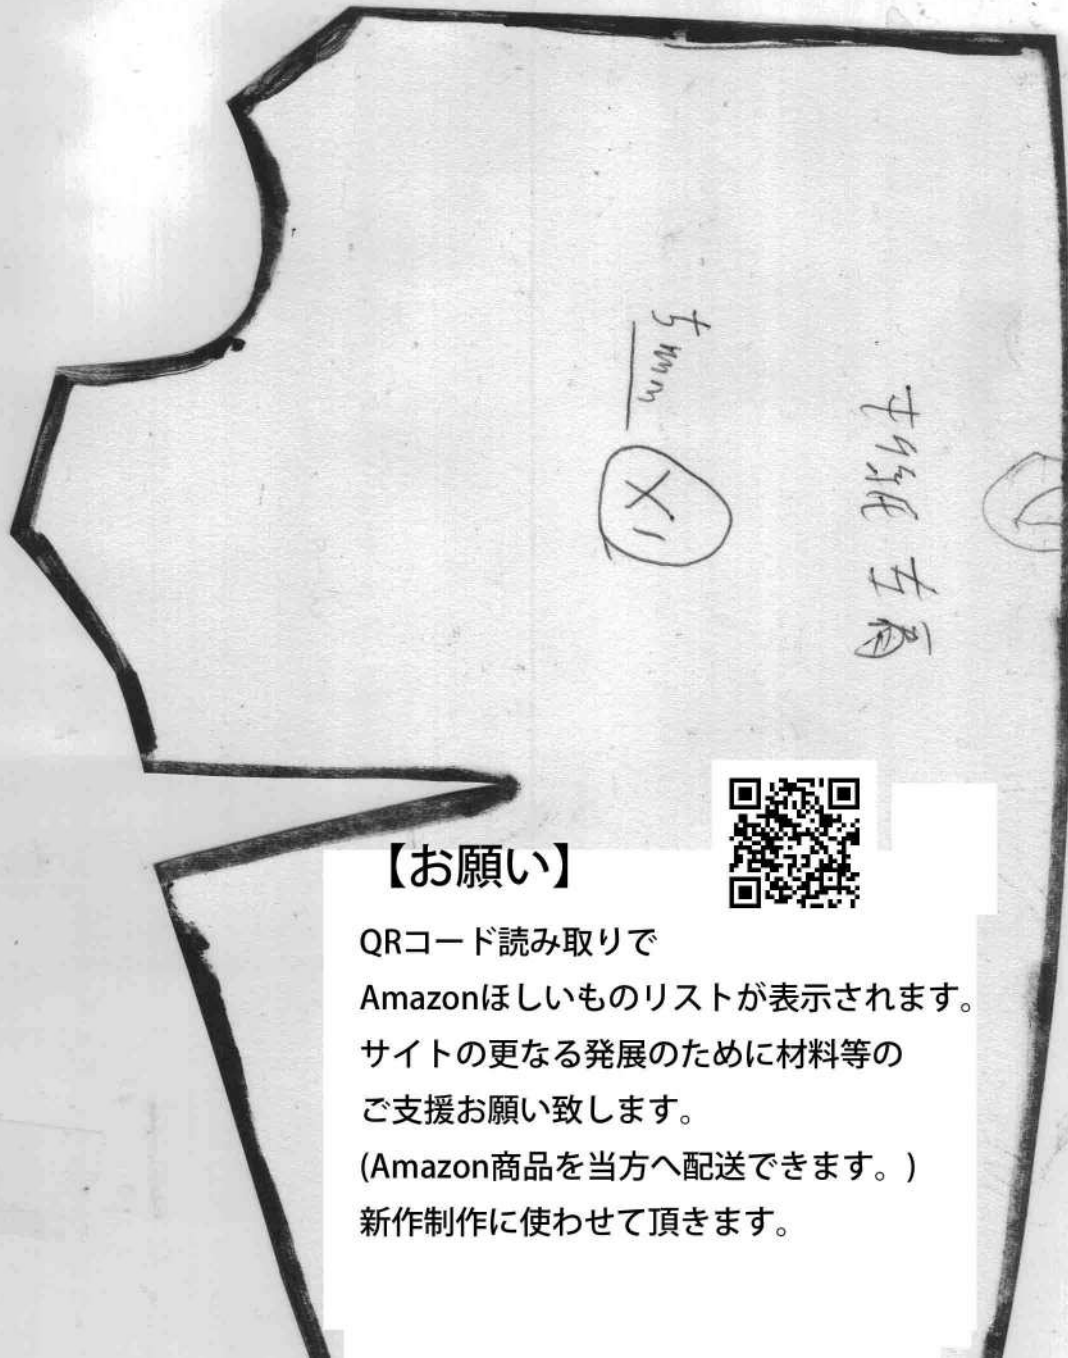 5mm
X1
①
【お願い】
QRコード読み取りで
Amazonほしいものリストが表示されます。
サイトの更なる発展のために材料等の
ご支援お願い致します。
(Amazon商品を当方へ配送できます。)
新作制作に使わせて頂きます。